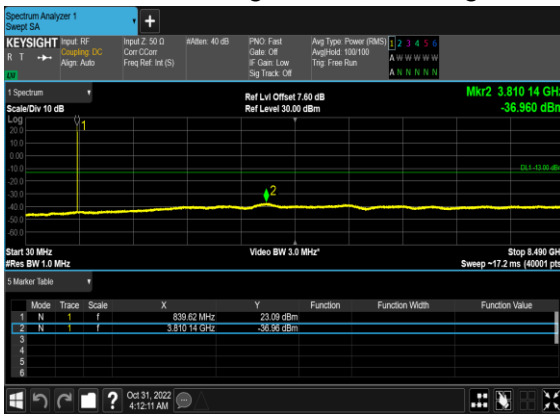 Spectrum Analyzer 1
Swept SA
+
KEYSIGHT
R T
LV
Input: RF
Coupling: DC
Align: Auto
Input Z: 50 Ω
Corr CCorr
Freq Ref: Int (S)
#Atten: 40 dB
PNO: Fast
Gate: Off
IF Gain: Low
Sig Track: Off
Avg Type: Power (RMS)
Avg|Hold: 100/100
Trig: Free Run
1 2 3 4 5 6
A W W W W W
A N N N N N
1 Spectrum
Scale/Div 10 dB
Ref Lvl Offset 7.60 dB
Ref Level 30.00 dBm
Mkr2 3.810 14 GHz
-36.960 dBm
Log
20.0
10.0
0.00
-10.0
-20.0
-30.0
-40.0
-50.0
-60.0
1
2
DL1 -13.00 dBm
Start 30 MHz
#Res BW 1.0 MHz
Video BW 3.0 MHz*
Stop 8.490 GH
Sweep ~17.2 ms (40001 pts
5 Marker Table
Mode Trace Scale X Y Function Function Width Function Value
1 N 1 f 839.62 MHz 23.09 dBm
2 N 1 f 3.810 14 GHz -36.96 dBm
3
4
5
6
?
Oct 31, 2022
4:12:11 AM